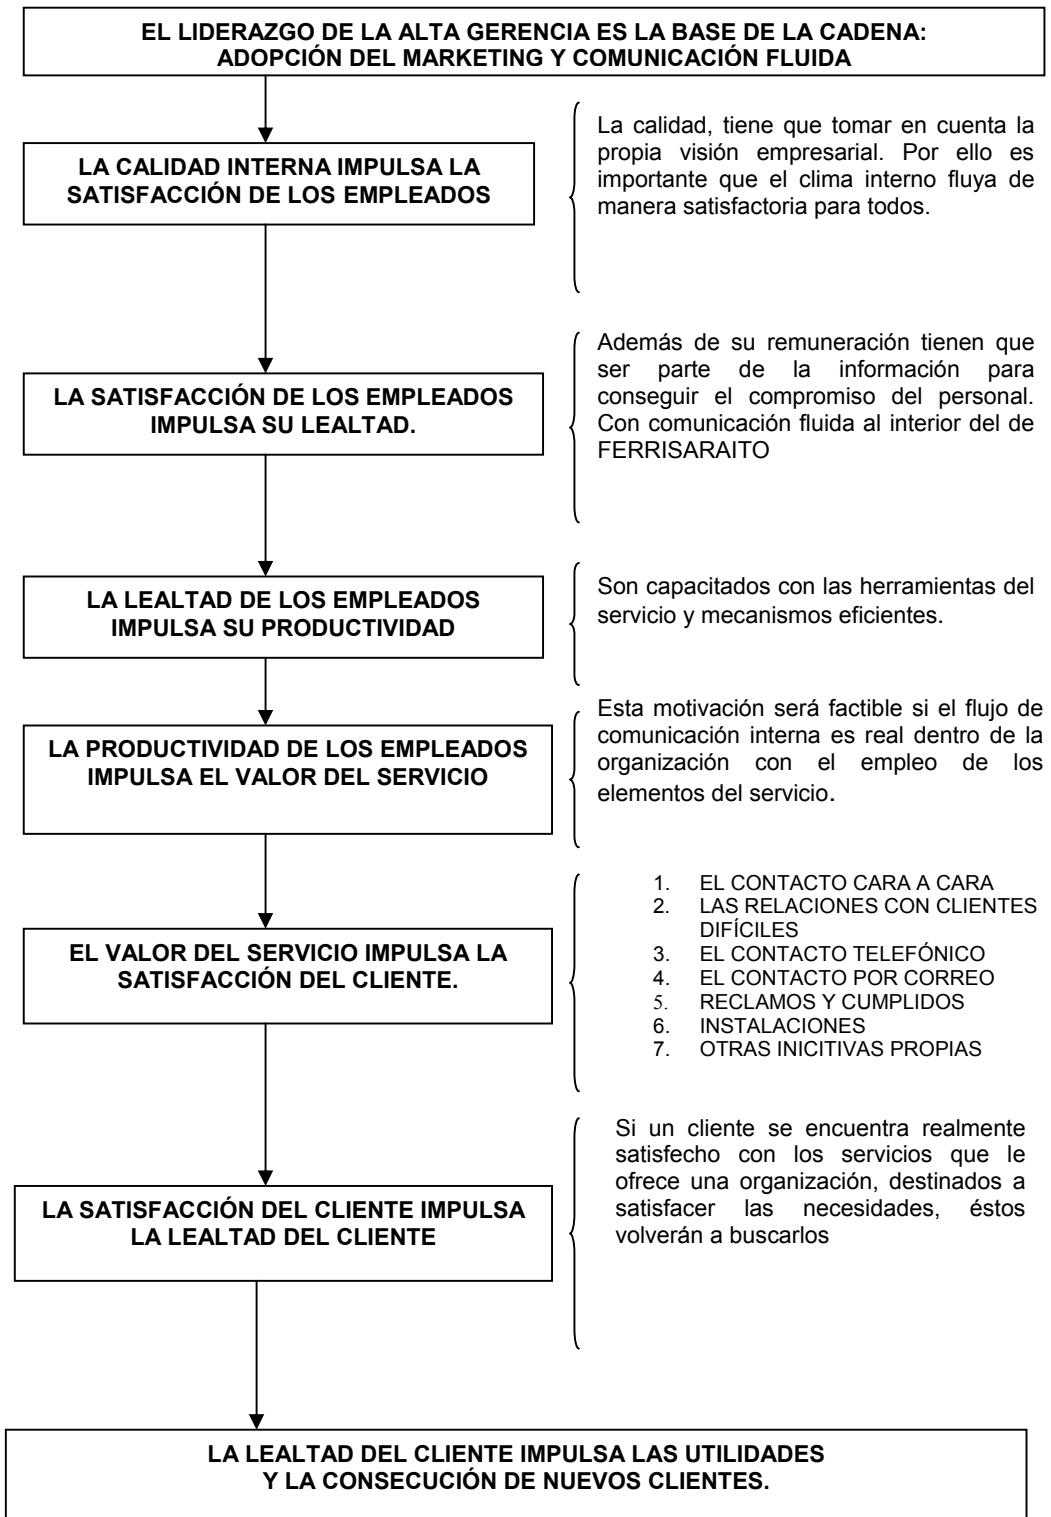 EL LIDERAZGO DE LA ALTA GERENCIA ES LA BASE DE LA CADENA:
ADOPCIÓN DEL MARKETING Y COMUNICACIÓN FLUIDA
LA CALIDAD INTERNA IMPULSA LA
SATISFACCIÓN DE LOS EMPLEADOS
La calidad, tiene que tomar en cuenta la
propia visión empresarial. Por ello es
importante que el clima interno fluya de
manera satisfactoria para todos.
LA SATISFACCIÓN DE LOS EMPLEADOS
IMPULSA SU LEALTAD.
Además de su remuneración tienen que
ser parte de la información para
conseguir el compromiso del personal.
Con comunicación fluida al interior del de
FERRISARAITO
LA LEALTAD DE LOS EMPLEADOS
IMPULSA SU PRODUCTIVIDAD
Son capacitados con las herramientas del
servicio y mecanismos eficientes.
LA PRODUCTIVIDAD DE LOS EMPLEADOS
IMPULSA EL VALOR DEL SERVICIO
Esta motivación será factible si el flujo de
comunicación interna es real dentro de la
organización con el empleo de los
elementos del servicio.
EL VALOR DEL SERVICIO IMPULSA LA
SATISFACCIÓN DEL CLIENTE.
1. EL CONTACTO CARA A CARA
2. LAS RELACIONES CON CLIENTES
DIFÍCILES
3. EL CONTACTO TELEFÓNICO
4. EL CONTACTO POR CORREO
5. RECLAMOS Y CUMPLIDOS
6. INSTALACIONES
7. OTRAS INICITIVAS PROPIAS
LA SATISFACCIÓN DEL CLIENTE IMPULSA
LA LEALTAD DEL CLIENTE
Si un cliente se encuentra realmente
satisfecho con los servicios que le
ofrece una organización, destinados a
satisfacer las necesidades, éstos
volverán a buscarlos
LA LEALTAD DEL CLIENTE IMPULSA LAS UTILIDADES
Y LA CONSECUCIÓN DE NUEVOS CLIENTES.